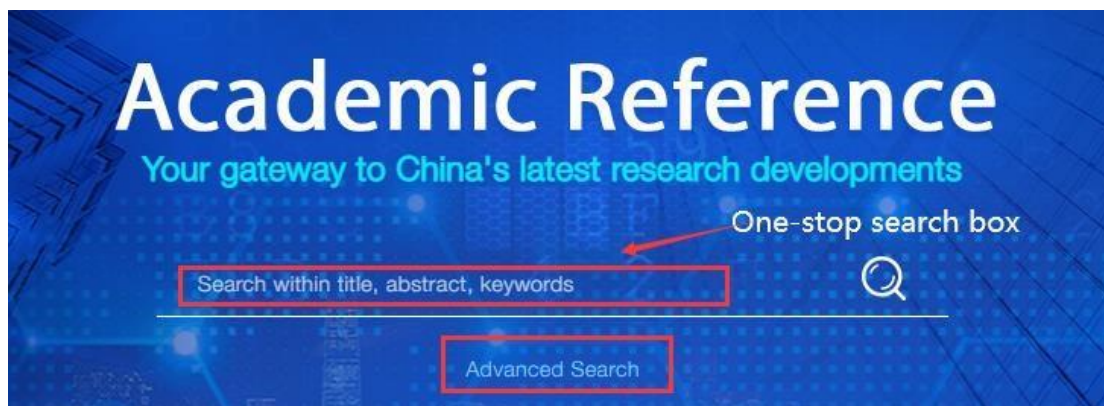 Academic Reference
Your gateway to China's latest research developments
One-stop search box
Search within title, abstract, keywords
Advanced Search